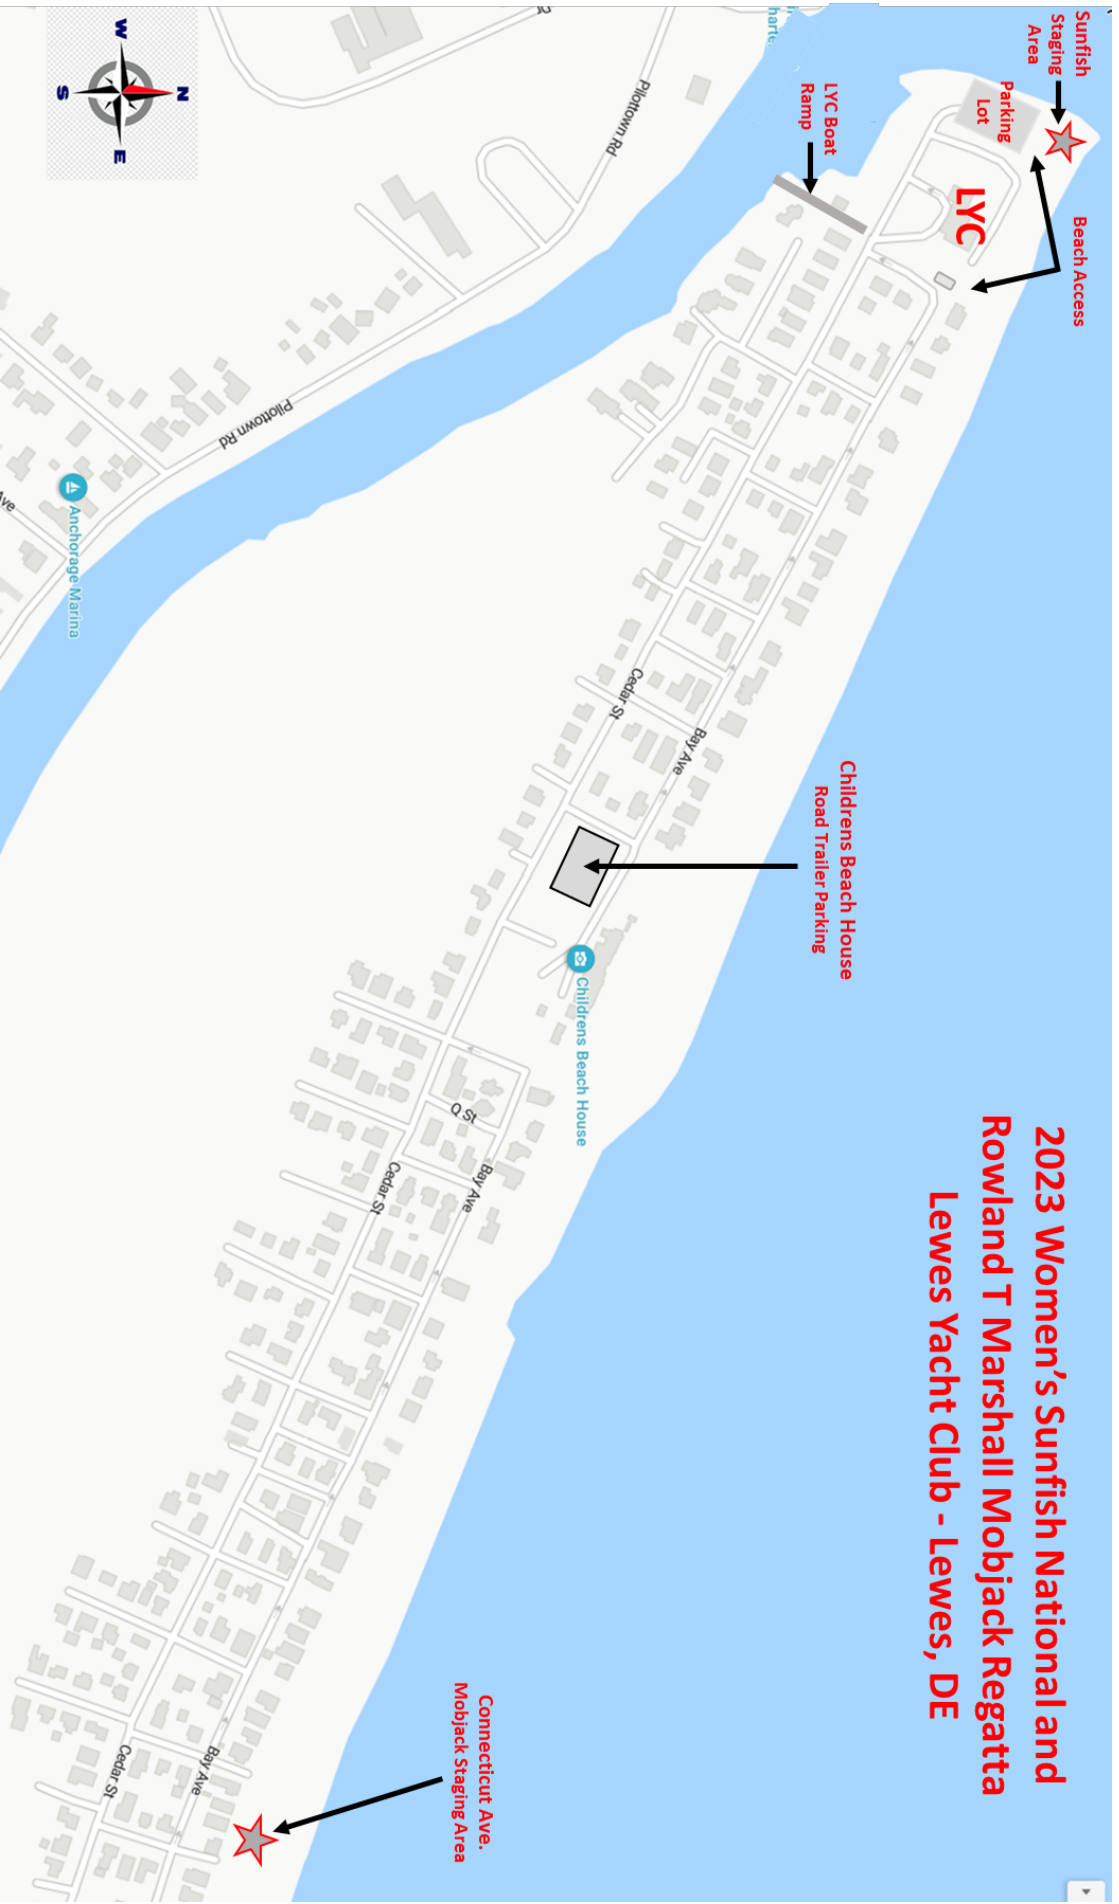 2023 Women's Sunfish National and
Rowland T Marshall Mobjack Regatta
Lewes Yacht Club - Lewes, DE
Sunfish
Staging
Area
Beach Access
Parking
Lot
LYC
LYC Boat
Ramp
Childrens Beach House
Road Trailer Parking
Connecticut Ave.
Mobjack Staging Area
Pilottown Rd
Cedar St
Bay Ave
Childrens Beach House
Q St
Bay Ave
Cedar St
Pilottown Rd
Bay Ave
Cedar St
Anchorage Marina
Ave
N
W
E
S